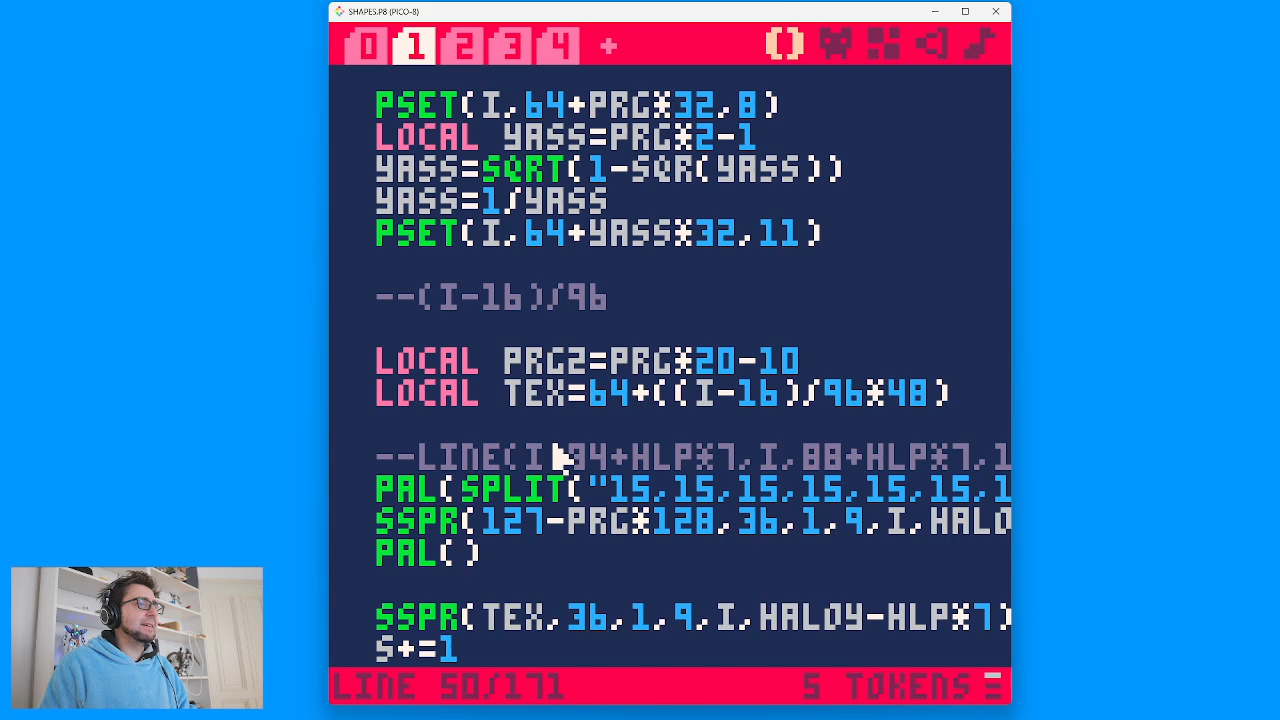 SHAPES.P8 (PICO-8)
0 1 2 3 4 +
PSET(I,64+PRG*32,8)
LOCAL YASS=PRG*2-1
YASS=SQRT(1-SQR(YASS))
YASS=1/YASS
PSET(I,64+YASS*32,11)
--(I-16)/96
LOCAL PRG2=PRG*20-10
LOCAL TEX=64+((I-16)/96*48)
--LINE(I 94+HLP*7,I,88+HLP*7,1
PAL(SPLIT("15,15,15,15,15,15,1
SSPR(127-PRG*128,36,1,9,I,HALO
PAL()
SSPR(TEX,36,1,9,I,HALOY-HLP*7)
S+=1
LINE 50/171 5 TOKENS